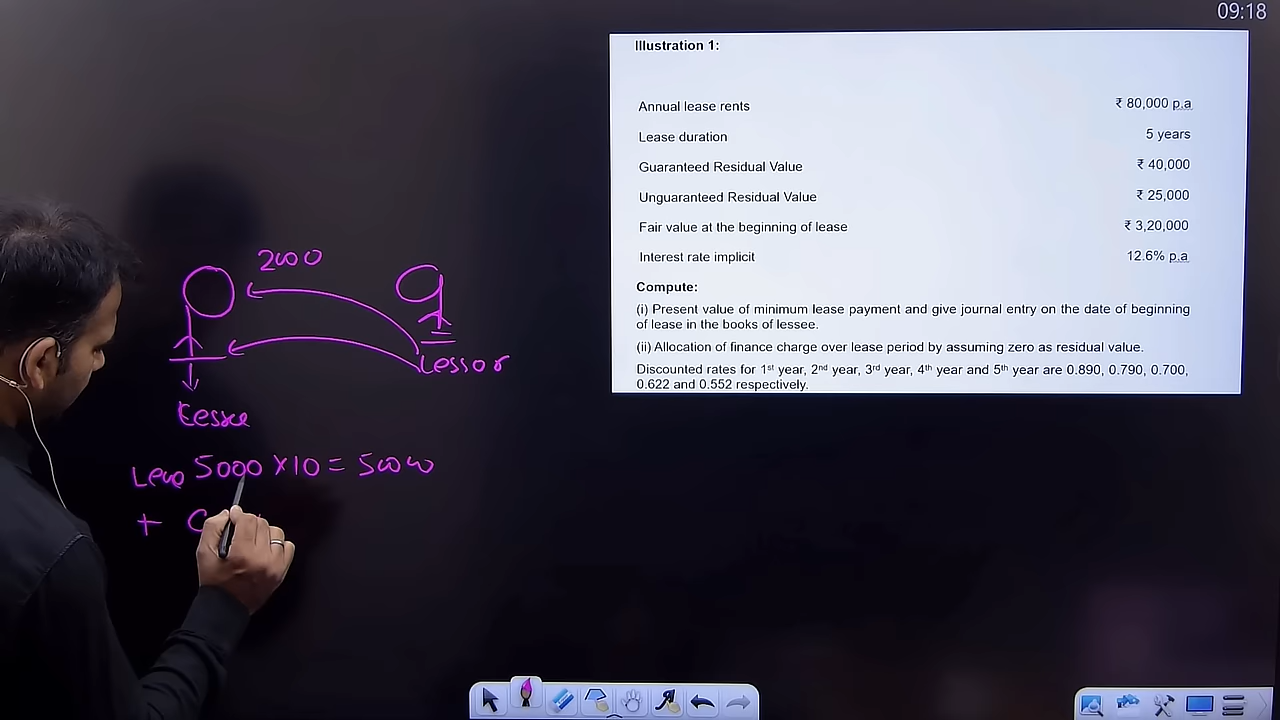 09:18
Illustration 1:
Annual lease rents ₹ 80,000 p.a
Lease duration 5 years
Guaranteed Residual Value ₹ 40,000
Unguaranteed Residual Value ₹ 25,000
Fair value at the beginning of lease ₹ 3,20,000
Interest rate implicit 12.6% p.a
Compute:
(i) Present value of minimum lease payment and give journal entry on the date of beginning
of lease in the books of lessee.
(ii) Allocation of finance charge over lease period by assuming zero as residual value.
Discounted rates for 1st year, 2nd year, 3rd year, 4th year and 5th year are 0.890, 0.790, 0.700,
0.622 and 0.552 respectively.
2000
Lessor
Lessee
5000 × 10 =
+